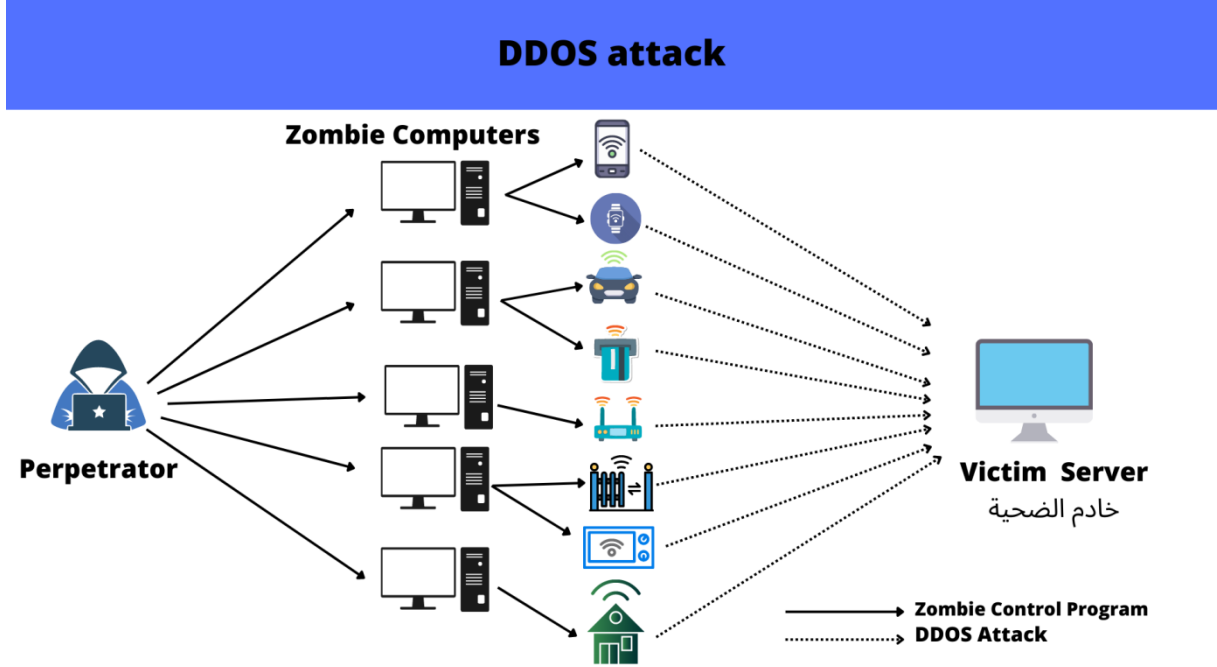 DDOS attack
Zombie Computers
Perpetrator
Victim Server
خادم الضحية
Zombie Control Program
DDOS Attack